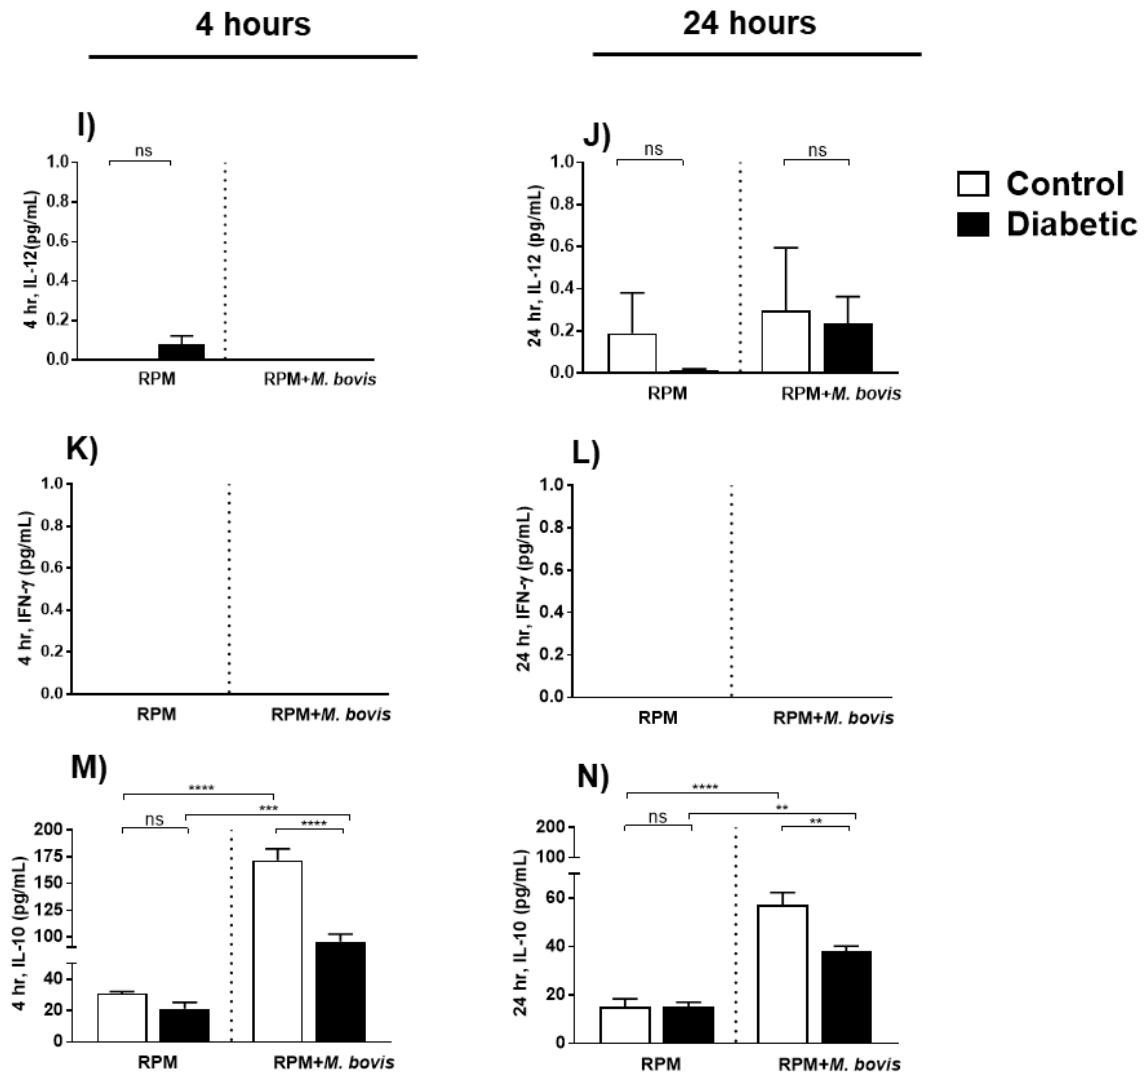 4 hours
24 hours
I)
ns
4 hr, IL-12(pg/mL)
1.0
0.8
0.6
0.4
0.2
0.0
RPM
RPM+M. bovis
J)
ns
ns
24 hr, IL-12 (pg/mL)
1.0
0.8
0.6
0.4
0.2
0.0
RPM
RPM+M. bovis
Control
Diabetic
K)
4 hr, IFN-γ (pg/mL)
1.0
0.8
0.6
0.4
0.2
0.0
RPM
RPM+M. bovis
L)
24 hr, IFN-γ (pg/mL)
1.0
0.8
0.6
0.4
0.2
0.0
RPM
RPM+M. bovis
M)
****
***
ns
****
4 hr, IL-10 (pg/mL)
200
175
150
125
100
40
20
0
RPM
RPM+M. bovis
N)
****
**
ns
**
24 hr, IL-10 (pg/mL)
200
100
60
40
20
0
RPM
RPM+M. bovis